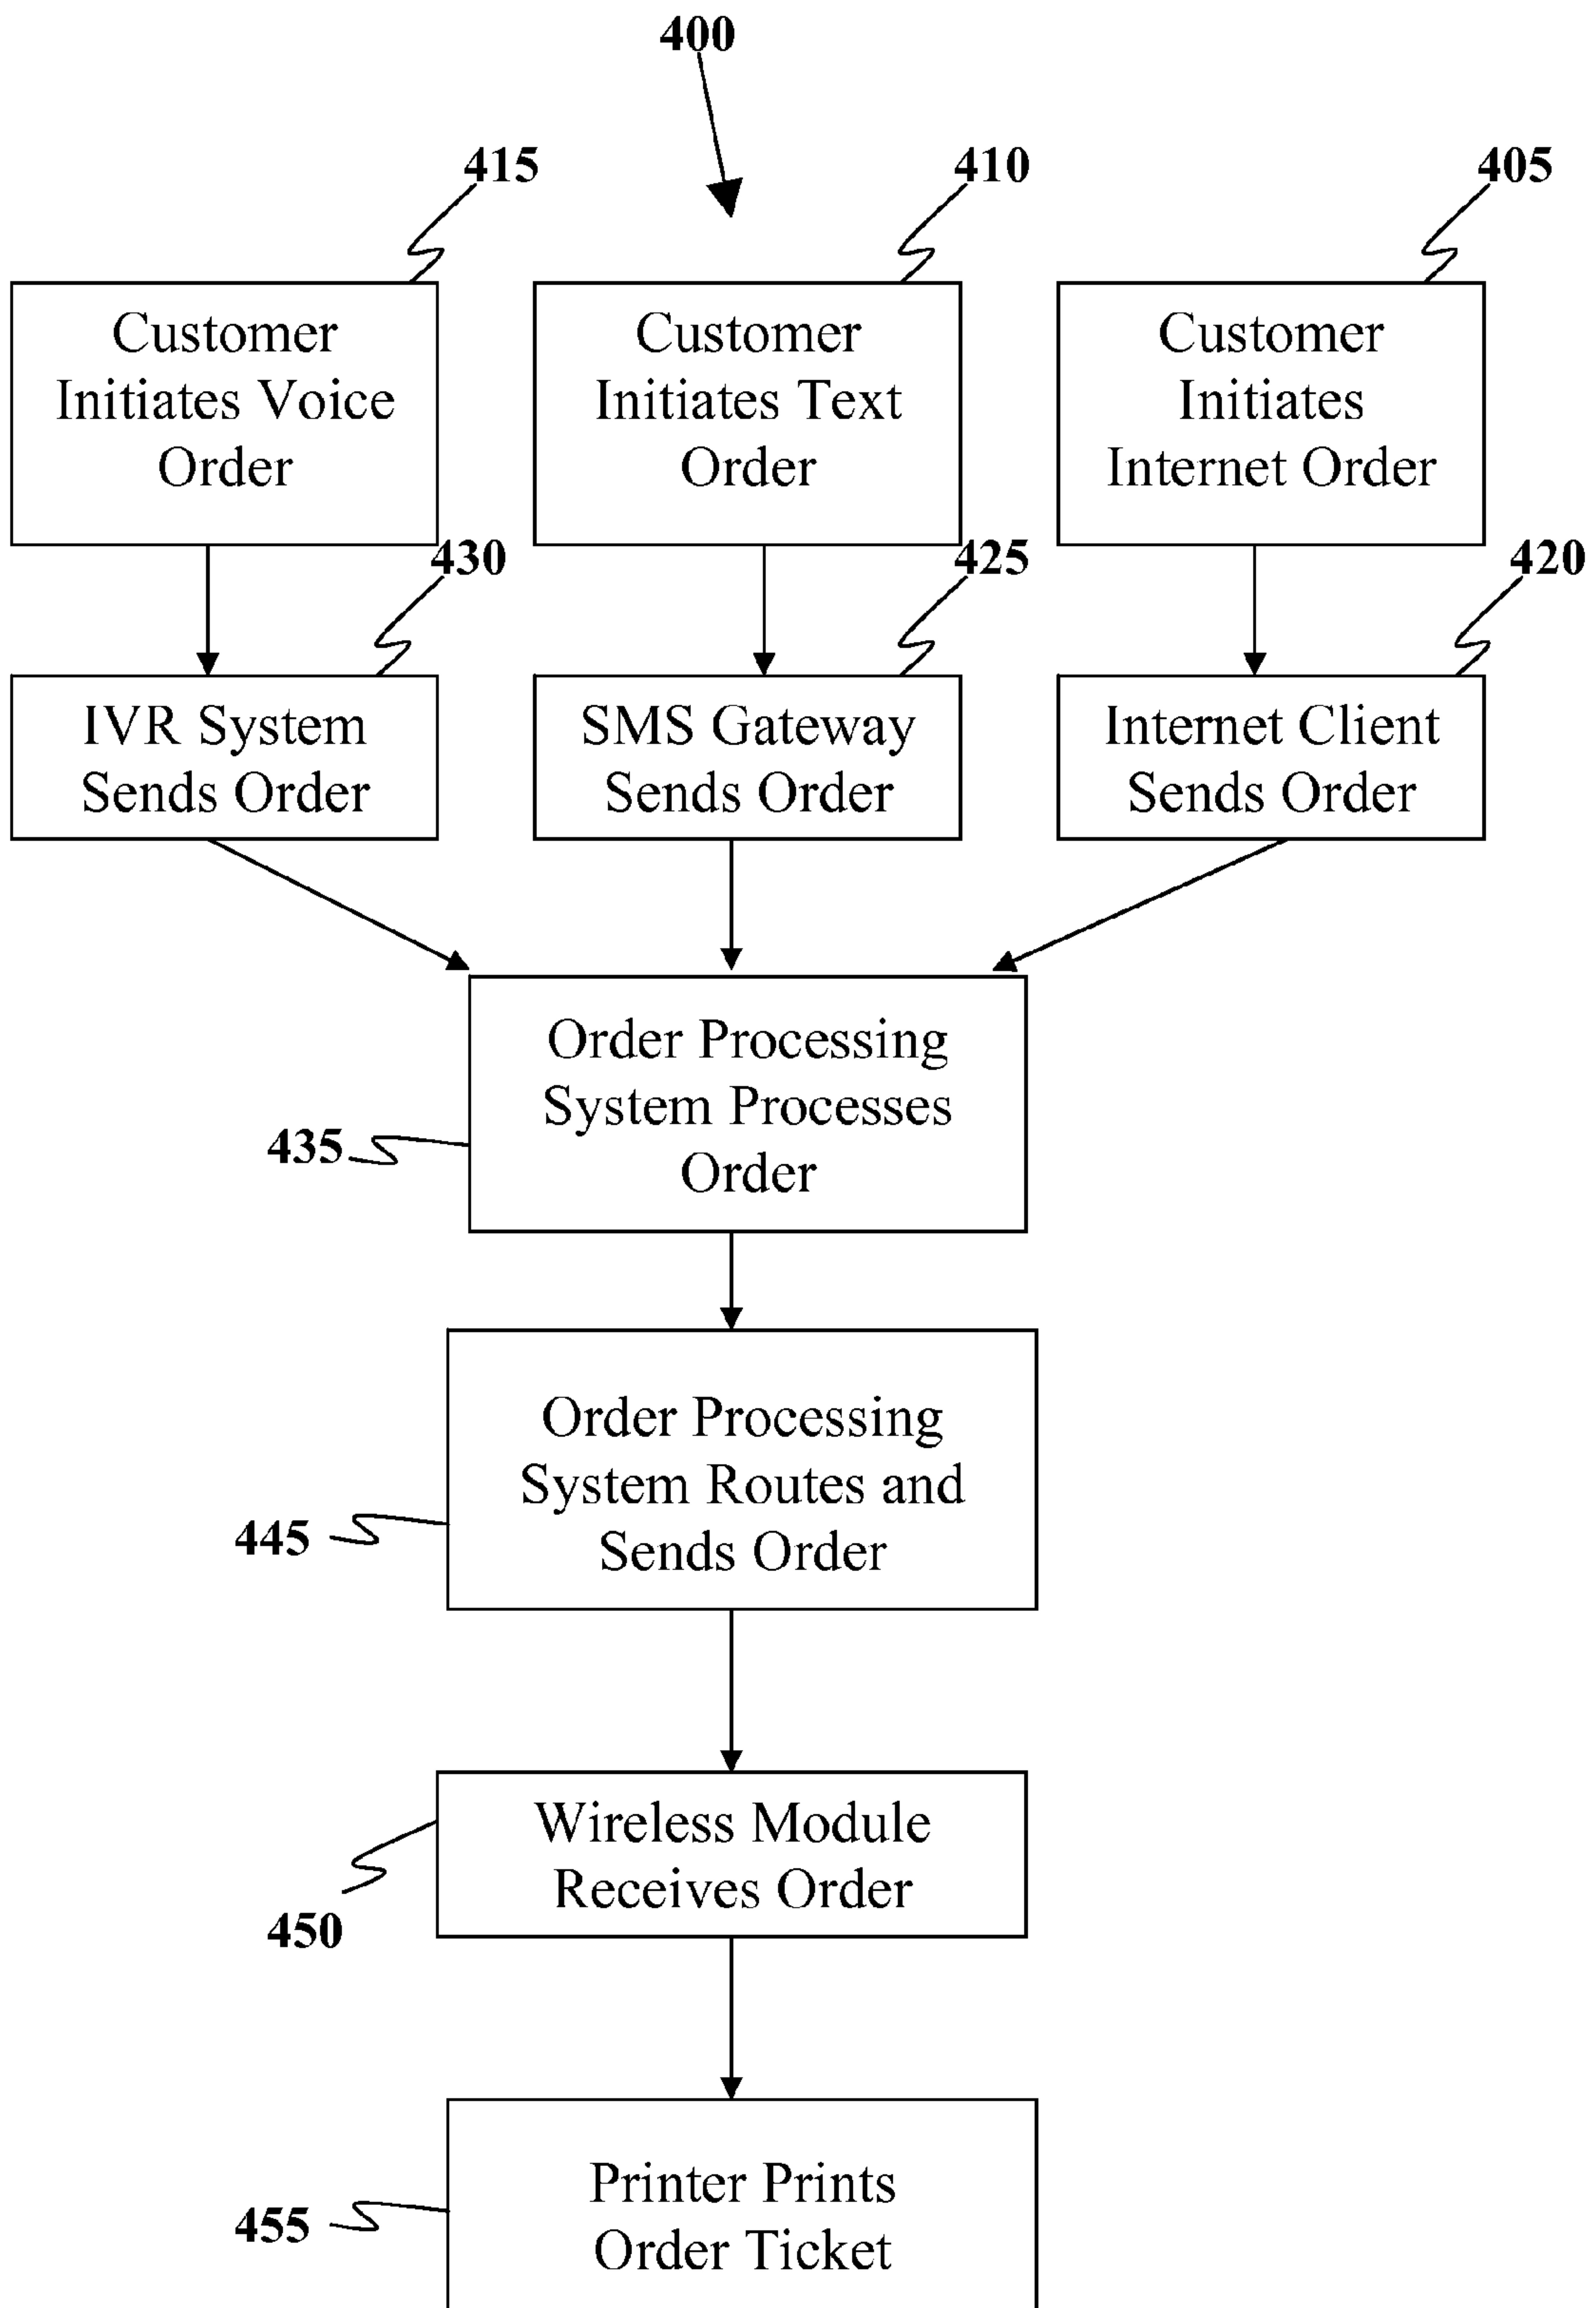 400
415
410
405
Customer
Initiates Voice
Order
Customer
Initiates Text
Order
Customer
Initiates
Internet Order
430
425
420
IVR System
Sends Order
SMS Gateway
Sends Order
Internet Client
Sends Order
Order Processing
System Processes
Order
435
Order Processing
System Routes and
Sends Order
445
Wireless Module
Receives Order
450
Printer Prints
Order Ticket
455